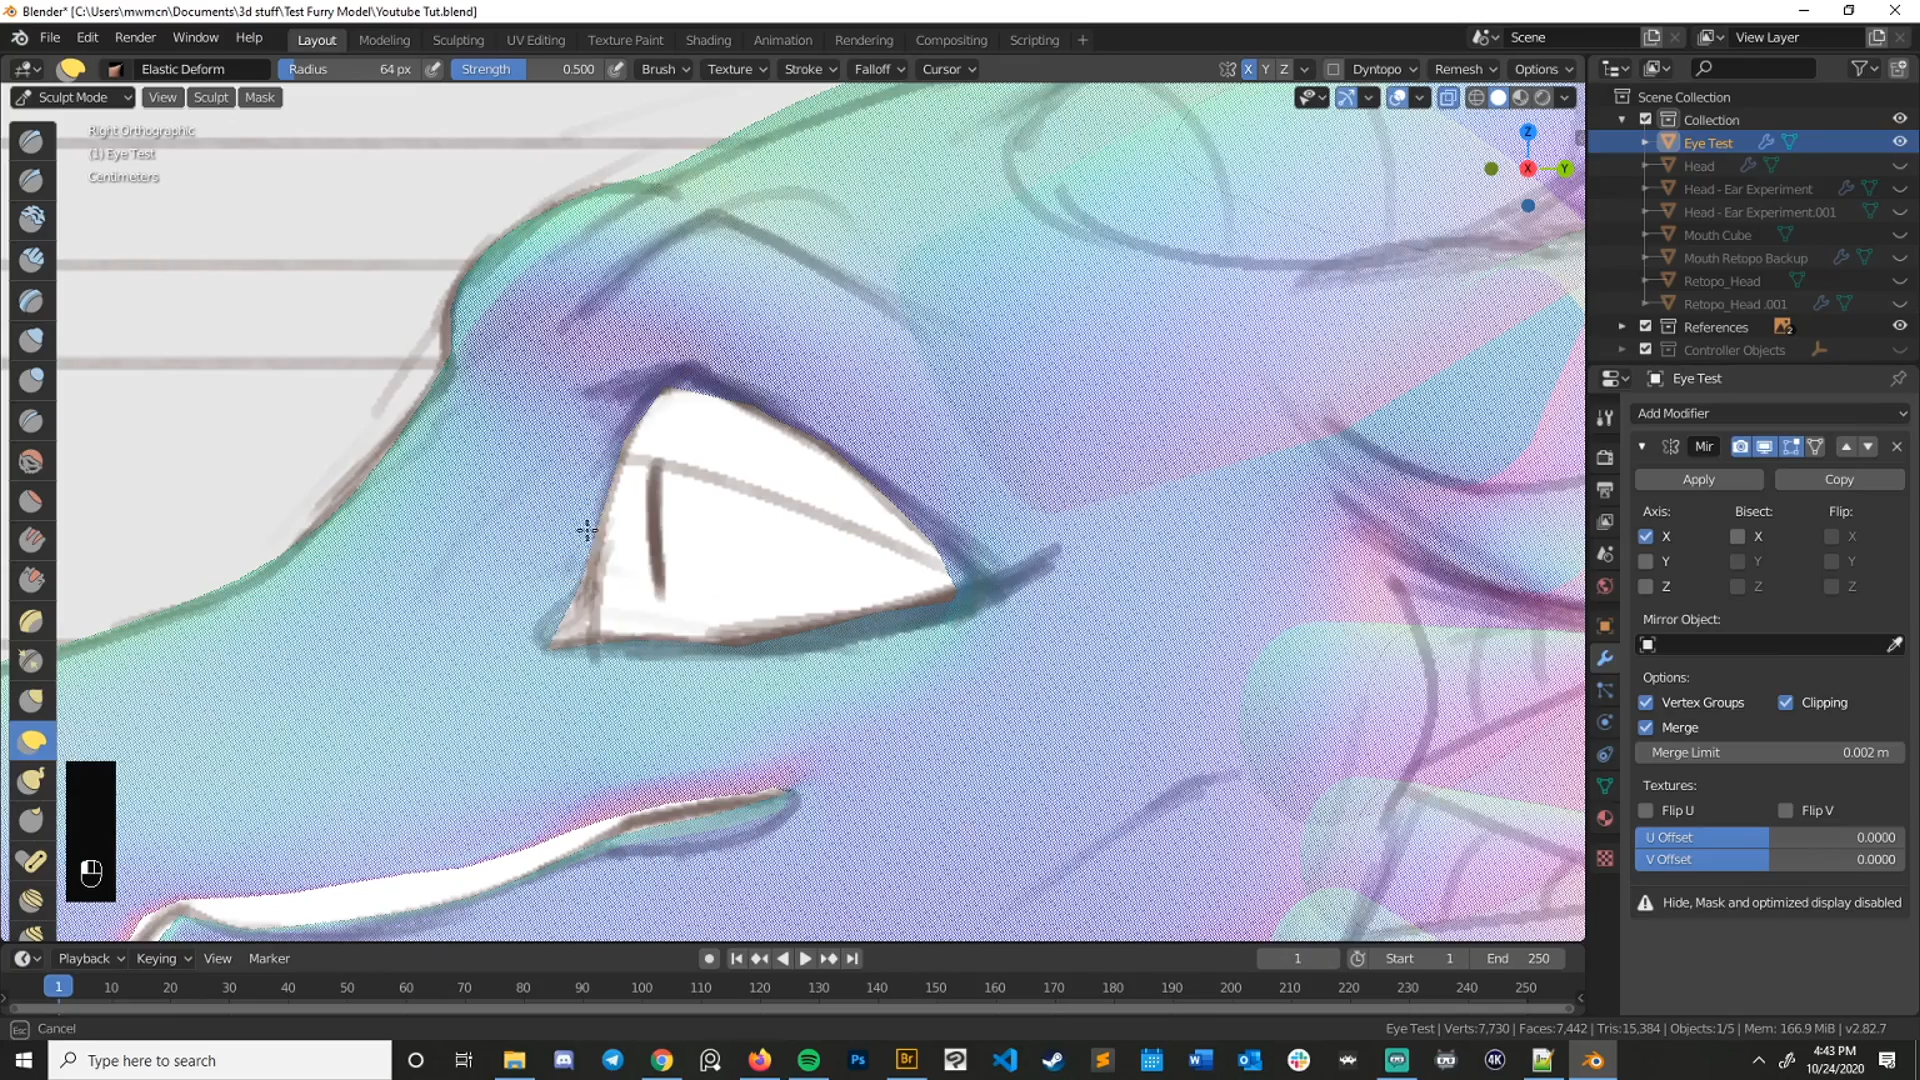 Blender* [C:\Users\mwmcn\Documents\3d stuff\Test Furry Model\Youtube Tut.blend]
File Edit Render Window Help Layout Modeling Sculpting UV Editing Texture Paint Shading Animation Rendering Compositing Scripting + Scene View Layer
Elastic Deform Radius 64 px Strength 0.500 Brush Texture Stroke Falloff Cursor X Y Z Dyntopo Remesh Options
Sculpt Mode View Sculpt Mask
Right Orthographic
(1) Eye Test
Centimeters
Z
X
Y
Scene Collection
Collection
Eye Test
Head
Head - Ear Experiment
Head - Ear Experiment.001
Mouth Cube
Mouth Retopo Backup
Retopo_Head
Retopo_Head .001
References 2
Controller Objects
Eye Test
Add Modifier
Mir
Apply Copy
Axis: Bisect: Flip:
X X X
Y Y Y
Z Z Z
Mirror Object:
Options:
Vertex Groups Clipping
Merge
Merge Limit 0.002 m
Textures:
Flip U Flip V
U Offset 0.0000
V Offset 0.0000
Hide, Mask and optimized display disabled
Playback Keying View Marker 1 Start 1 End 250
1 10 20 30 40 50 60 70 80 90 100 110 120 130 140 150 160 170 180 190 200 210 220 230 240 250
Esc Cancel Eye Test | Verts:7,730 | Faces:7,442 | Tris:15,384 | Objects:1/5 | Mem: 166.9 MiB | v2.82.7
Type here to search Ps Br 4K 4:43 PM
10/24/2020